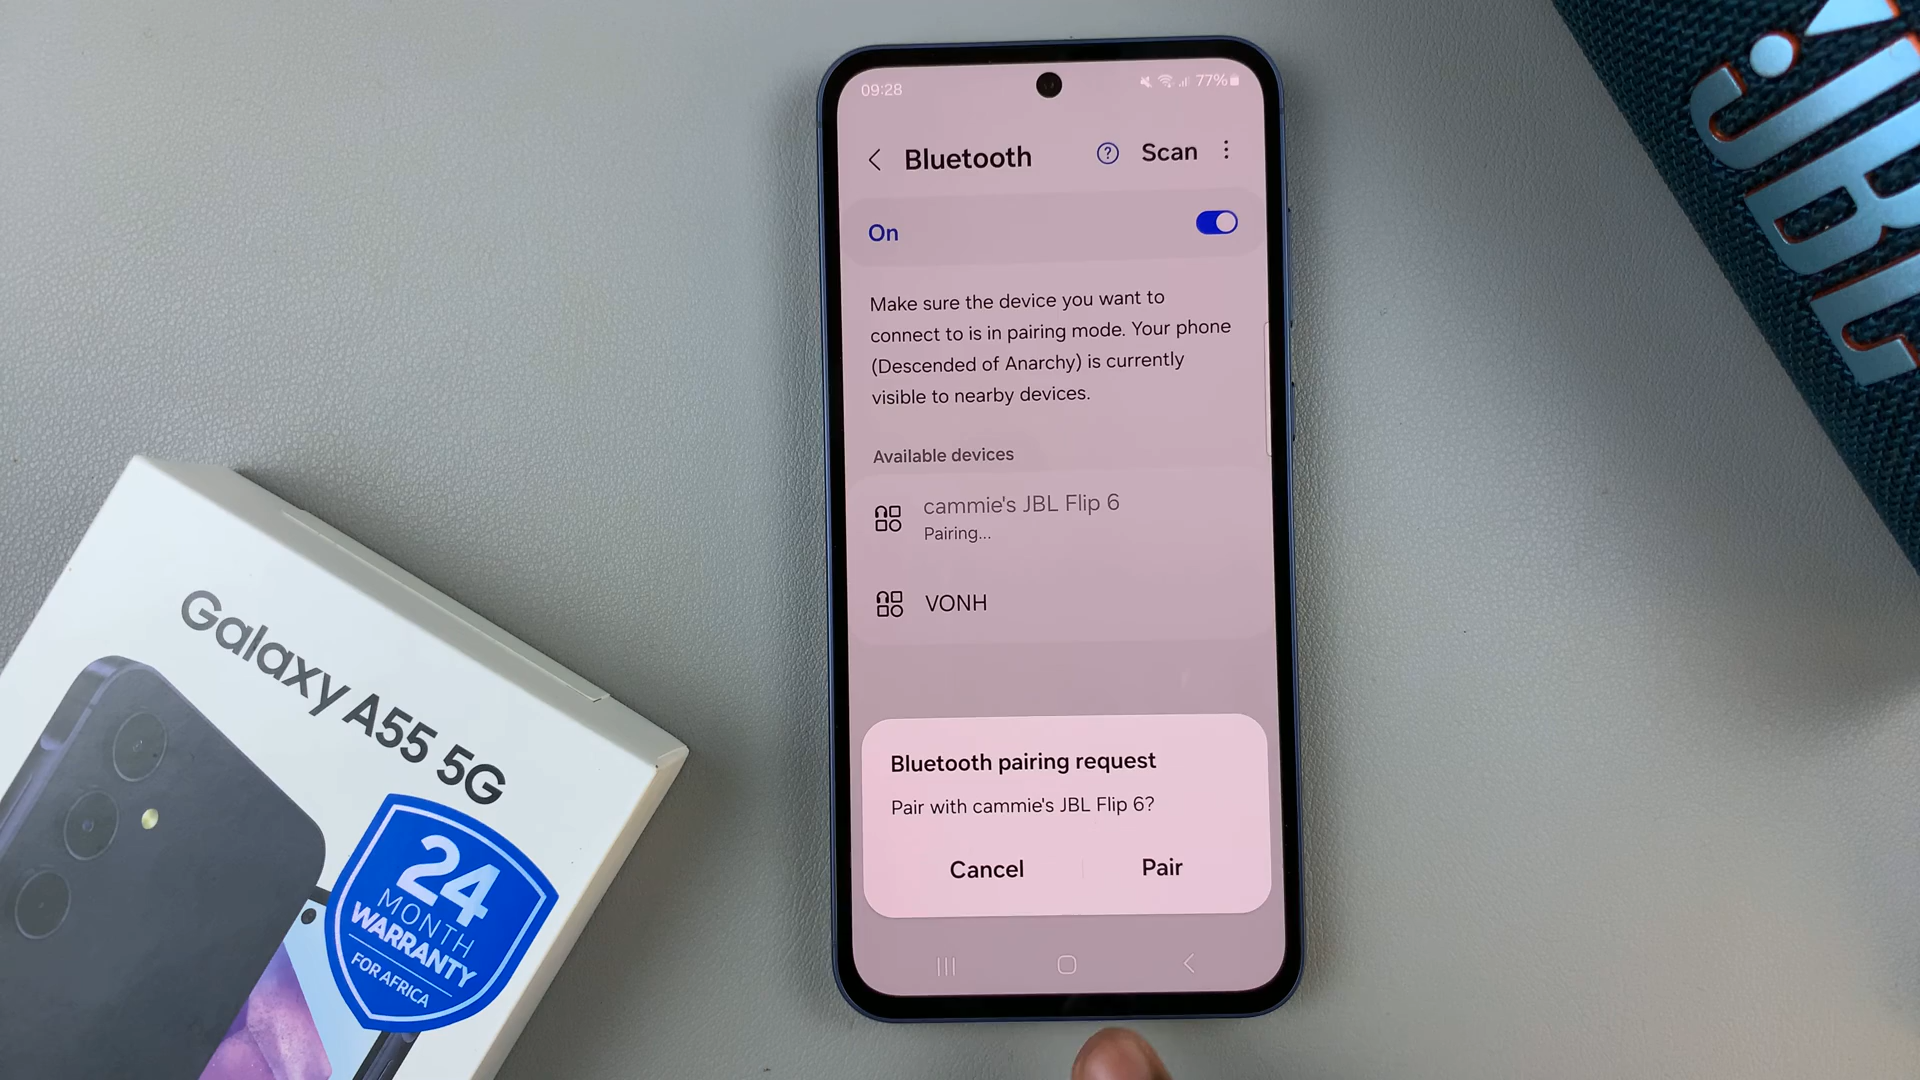 09:28
77%
Bluetooth
?
Scan
On
Make sure the device you want to
connect to is in pairing mode. Your phone
(Descended of Anarchy) is currently
visible to nearby devices.
Available devices
cammie's JBL Flip 6
Pairing...
VONH
Bluetooth pairing request
Pair with cammie's JBL Flip 6?
Cancel
Pair
Galaxy A55 5G
24
MONTH
WARRANTY
FOR AFRICA
JBL